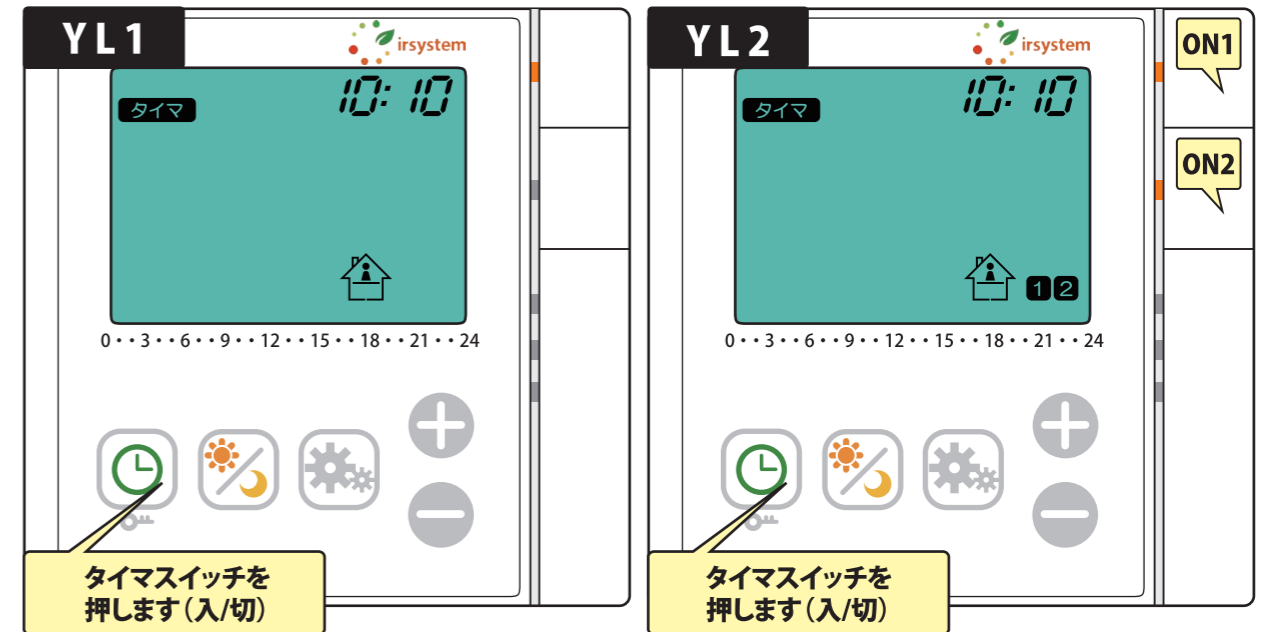 YL1
irsystem
タイマ
10:10
0・・3・・6・・9・・12・・15・・18・・21・・24
タイマスイッチを
押します（入/切）
YL2
irsystem
ON1
タイマ
10:10
ON2
1 2
0・・3・・6・・9・・12・・15・・18・・21・・24
タイマスイッチを
押します（入/切）